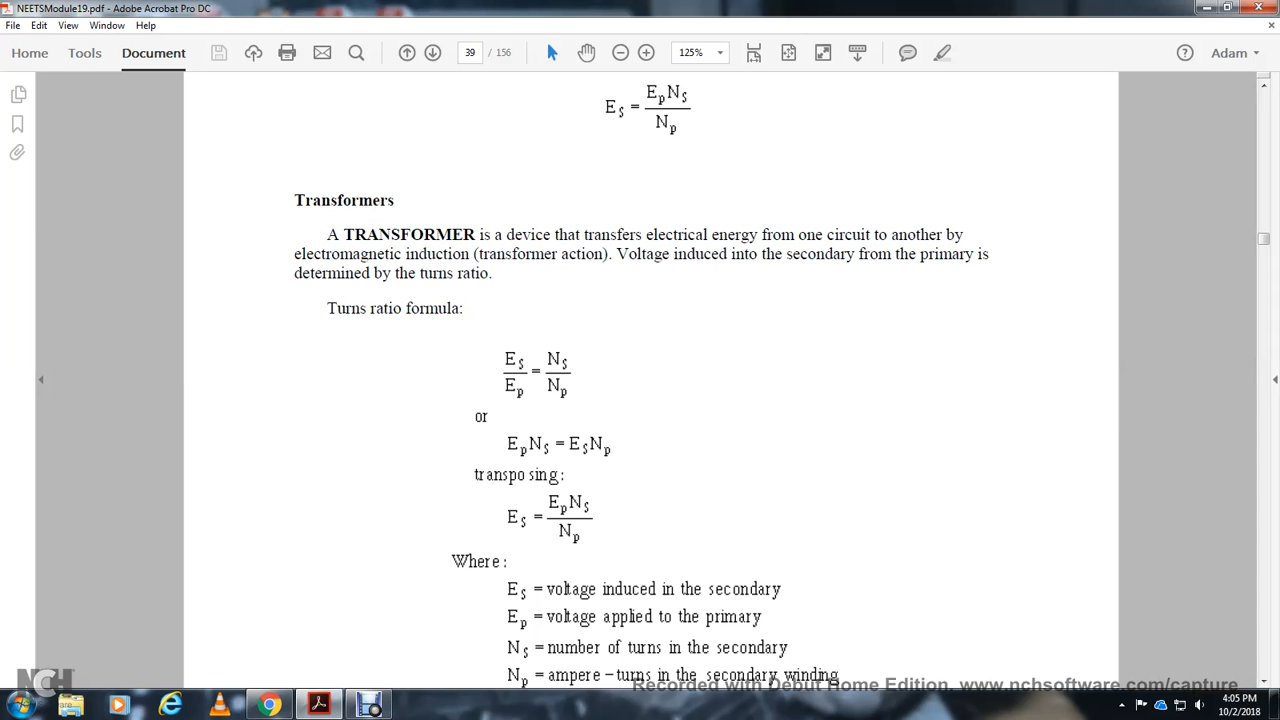 NEETSModule19.pdf - Adobe Acrobat Pro DC
File Edit View Window Help
Home Tools Document 39 / 156 125% Adam
E_s = E_p N_s / N_p
Transformers
A TRANSFORMER is a device that transfers electrical energy from one circuit to another by
electromagnetic induction (transformer action). Voltage induced into the secondary from the primary is
determined by the turns ratio.
Turns ratio formula:
E_s / E_p = N_s / N_p
or
E_p N_s = E_s N_p
transposing:
E_s = E_p N_s / N_p
Where:
E_s = voltage induced in the secondary
E_p = voltage applied to the primary
N_s = number of turns in the secondary
N_p = ampere-turns in the secondary winding
NCH
Recorded with Debut Home Edition. www.nchsoftware.com/capture
4:05 PM
10/2/2018